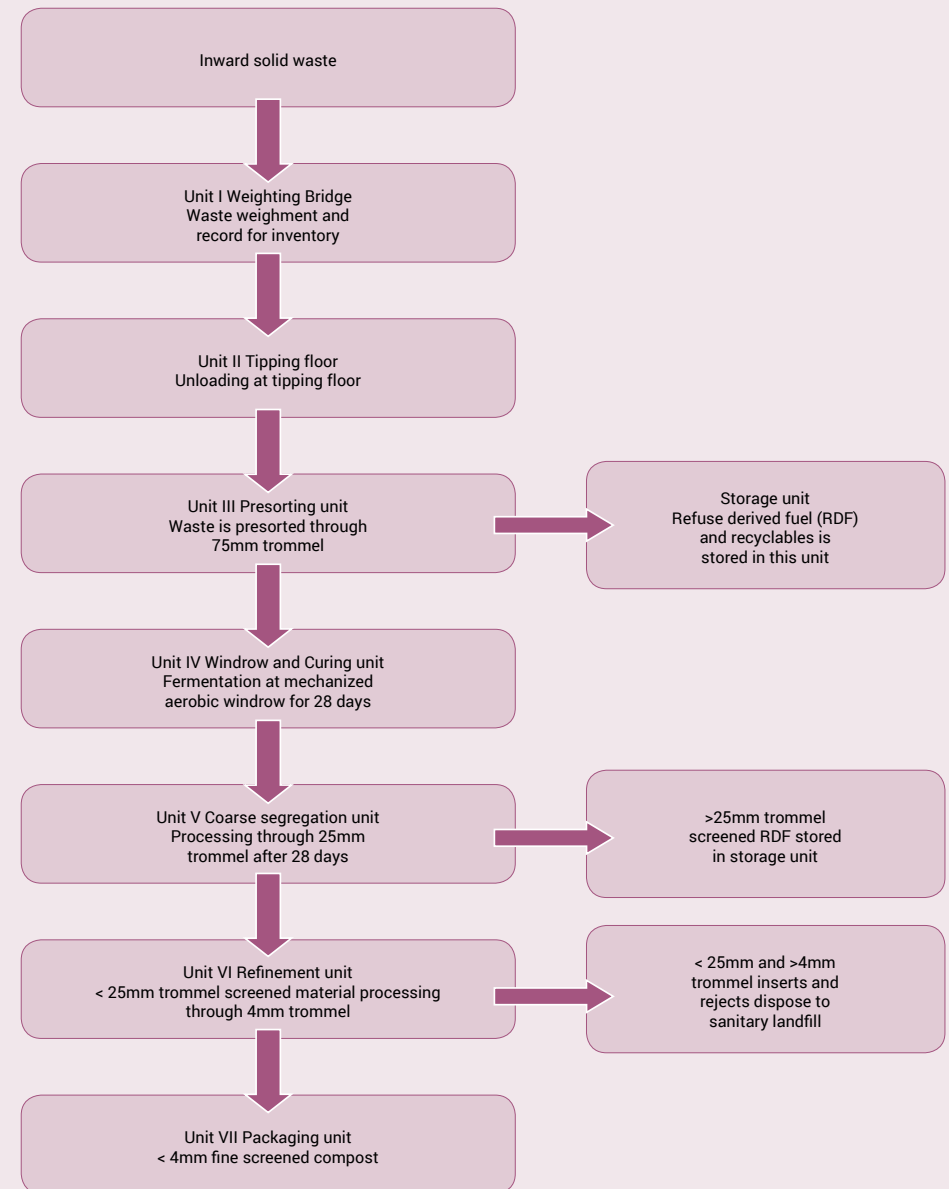 Inward solid waste
Unit I Weighting Bridge
Waste weighment and
record for inventory
Unit II Tipping floor
Unloading at tipping floor
Unit III Presorting unit
Waste is presorted through
75mm trommel
Storage unit
Refuse derived fuel (RDF)
and recyclables is
stored in this unit
Unit IV Windrow and Curing unit
Fermentation at mechanized
aerobic windrow for 28 days
Unit V Coarse segregation unit
Processing through 25mm
trommel after 28 days
>25mm trommel
screened RDF stored
in storage unit
Unit VI Refinement unit
< 25mm trommel screened material processing
through 4mm trommel
< 25mm and >4mm
trommel inserts and
rejects dispose to
sanitary landfill
Unit VII Packaging unit
< 4mm fine screened compost